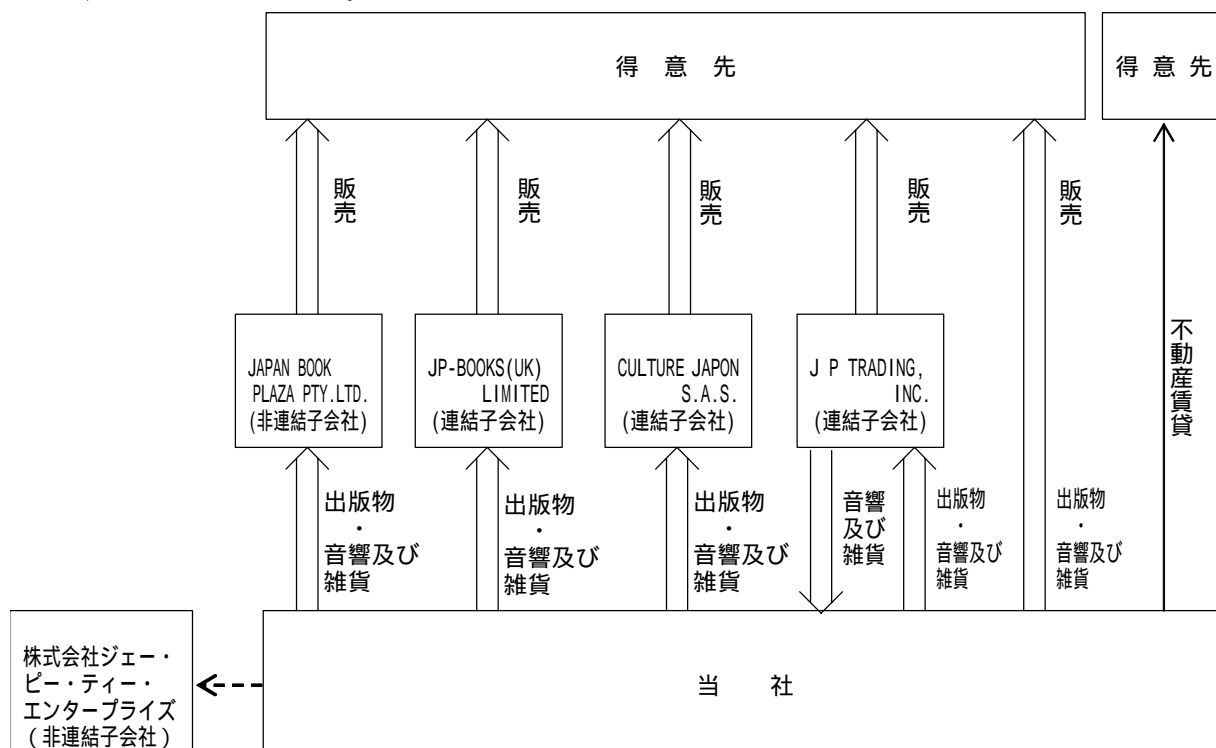 得意先
得意先
販売
販売
販売
販売
販売
不動産賃貸
JAPAN BOOK
PLAZA PTY.LTD.
(非連結子会社)
JP-BOOKS(UK)
LIMITED
(連結子会社)
CULTURE JAPON
S.A.S.
(連結子会社)
J P TRADING,
INC.
(連結子会社)
出版物
・
音響及び
雑貨
出版物
・
音響及び
雑貨
出版物
・
音響及び
雑貨
音響
及び
雑貨
出版物
・
音響及び
雑貨
出版物
・
音響及び
雑貨
株式会社ジェー・
ピー・ティー・
エンタープライズ
(非連結子会社)
当社